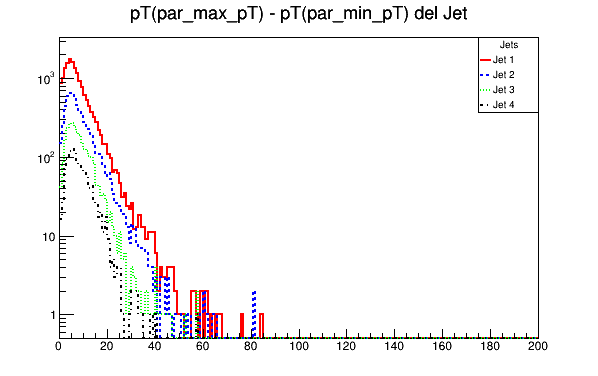 pT(par_max_pT) - pT(par_min_pT) del Jet
Jets
Jet 1
Jet 2
Jet 3
Jet 4
10³
10²
10
1
0 20 40 60 80 100 120 140 160 180 200